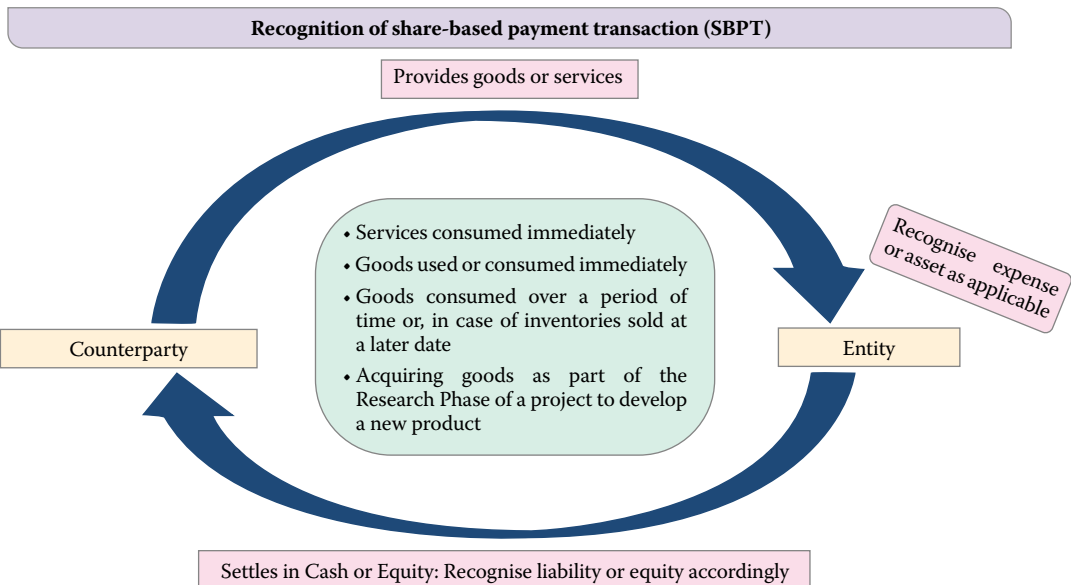 Recognition of share-based payment transaction (SBPT)
Provides goods or services
• Services consumed immediately
• Goods used or consumed immediately
• Goods consumed over a period of
time or, in case of inventories sold at
a later date
• Acquiring goods as part of the
Research Phase of a project to develop
a new product
Recognise expense
or asset as applicable
Counterparty
Entity
Settles in Cash or Equity: Recognise liability or equity accordingly